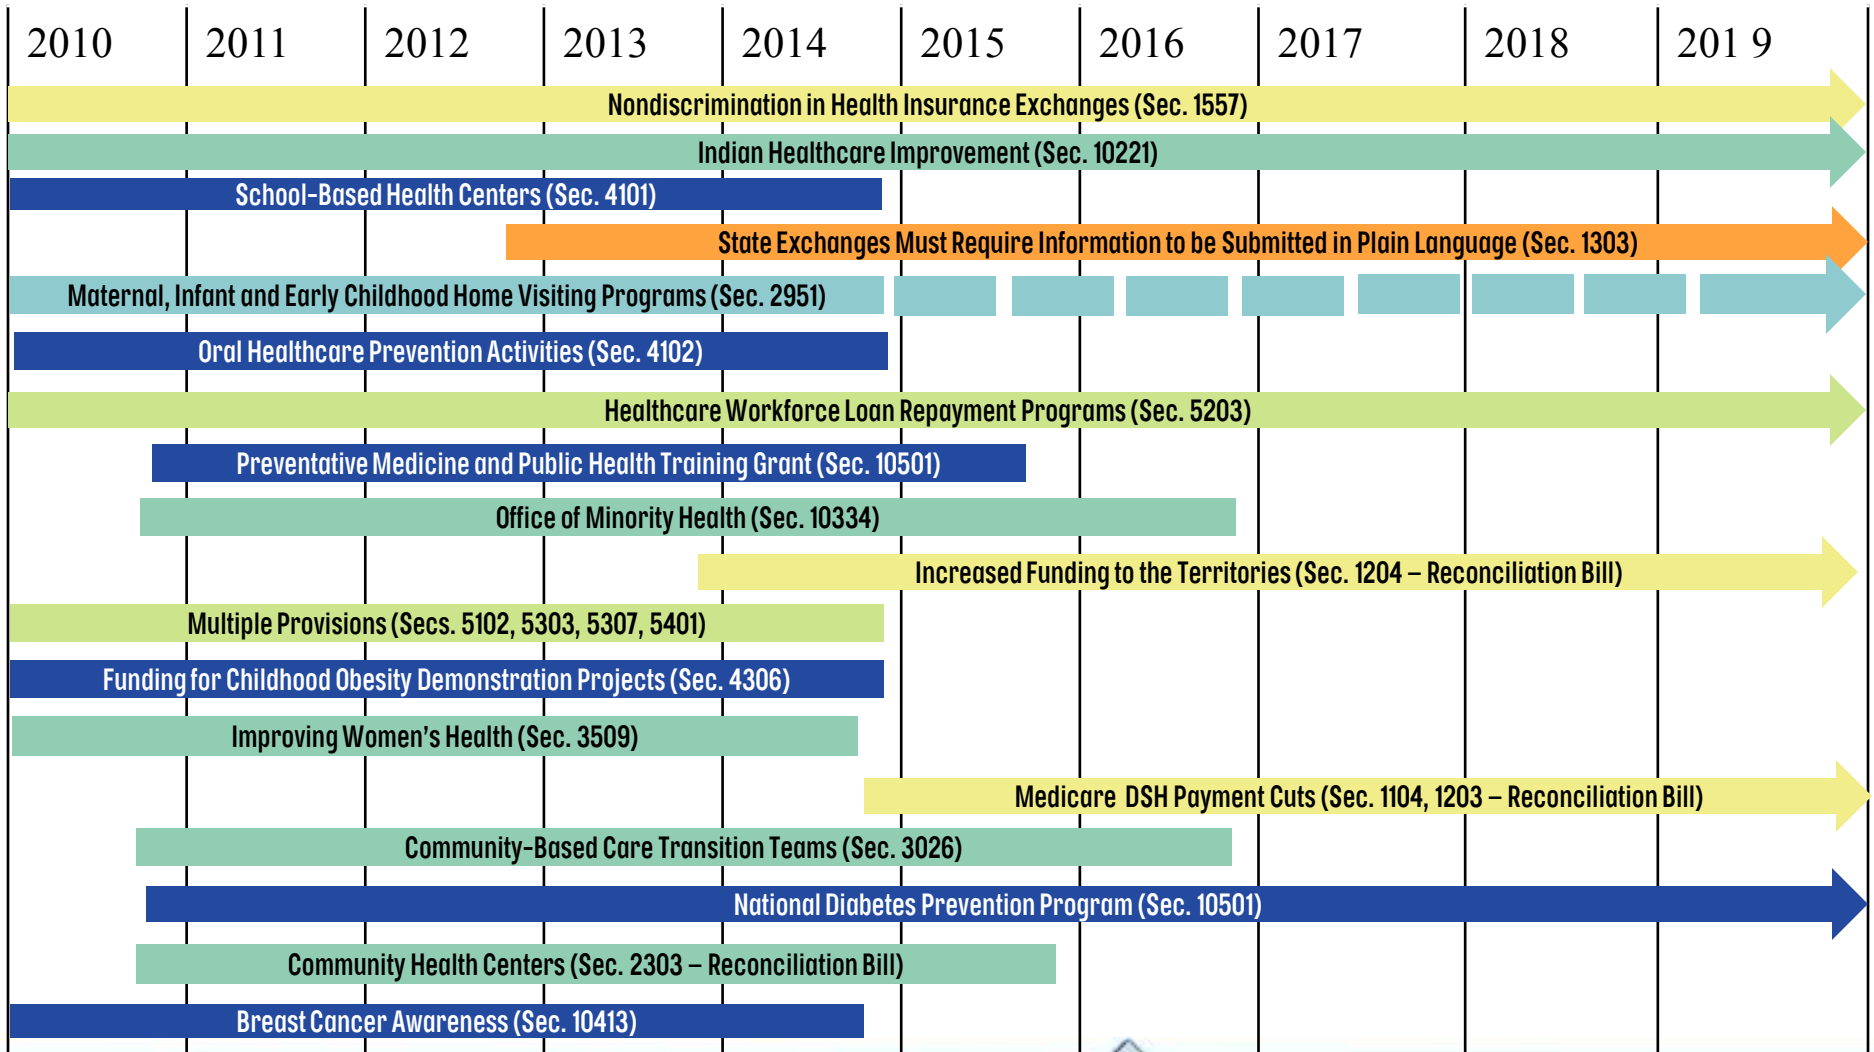 2010 2011 2012 2013 2014 2015 2016 2017 2018 201 9
Nondiscrimination in Health Insurance Exchanges (Sec. 1557)
Indian Healthcare Improvement (Sec. 10221)
School-Based Health Centers (Sec. 4101)
State Exchanges Must Require Information to be Submitted in Plain Language (Sec. 1303)
Maternal, Infant and Early Childhood Home Visiting Programs (Sec. 2951)
Oral Healthcare Prevention Activities (Sec. 4102)
Healthcare Workforce Loan Repayment Programs (Sec. 5203)
Preventative Medicine and Public Health Training Grant (Sec. 10501)
Office of Minority Health (Sec. 10334)
Increased Funding to the Territories (Sec. 1204 – Reconciliation Bill)
Multiple Provisions (Secs. 5102, 5303, 5307, 5401)
Funding for Childhood Obesity Demonstration Projects (Sec. 4306)
Improving Women’s Health (Sec. 3509)
Medicare DSH Payment Cuts (Sec. 1104, 1203 – Reconciliation Bill)
Community-Based Care Transition Teams (Sec. 3026)
National Diabetes Prevention Program (Sec. 10501)
Community Health Centers (Sec. 2303 – Reconciliation Bill)
Breast Cancer Awareness (Sec. 10413)